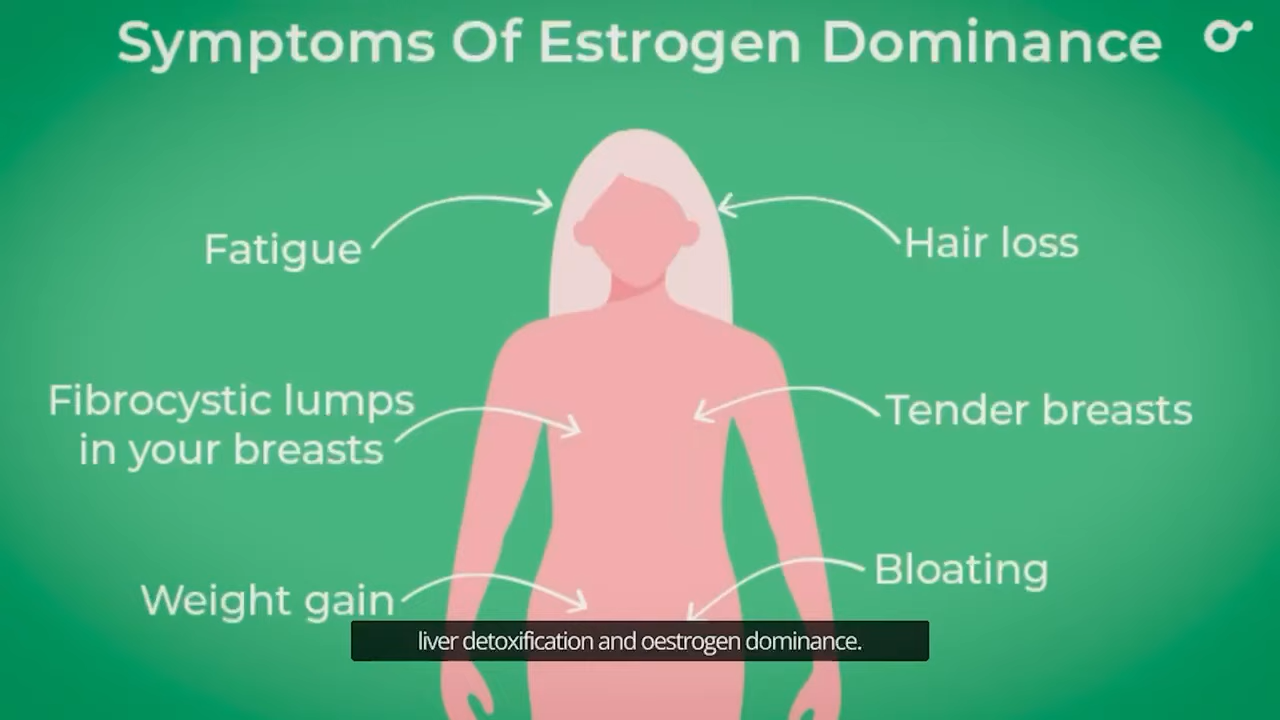 Symptoms Of Estrogen Dominance
Fatigue
Hair loss
Fibrocystic lumps
in your breasts
Tender breasts
Weight gain
Bloating
liver detoxification and oestrogen dominance.